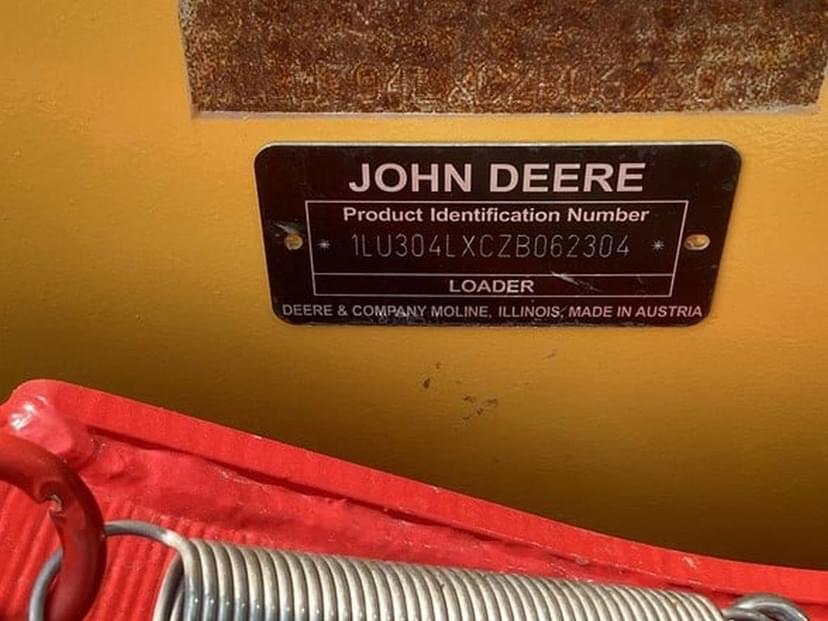 JOHN DEERE
Product Identification Number
* 1LU304LXCZB062304 *
LOADER
DEERE & COMPANY MOLINE, ILLINOIS, MADE IN AUSTRIA